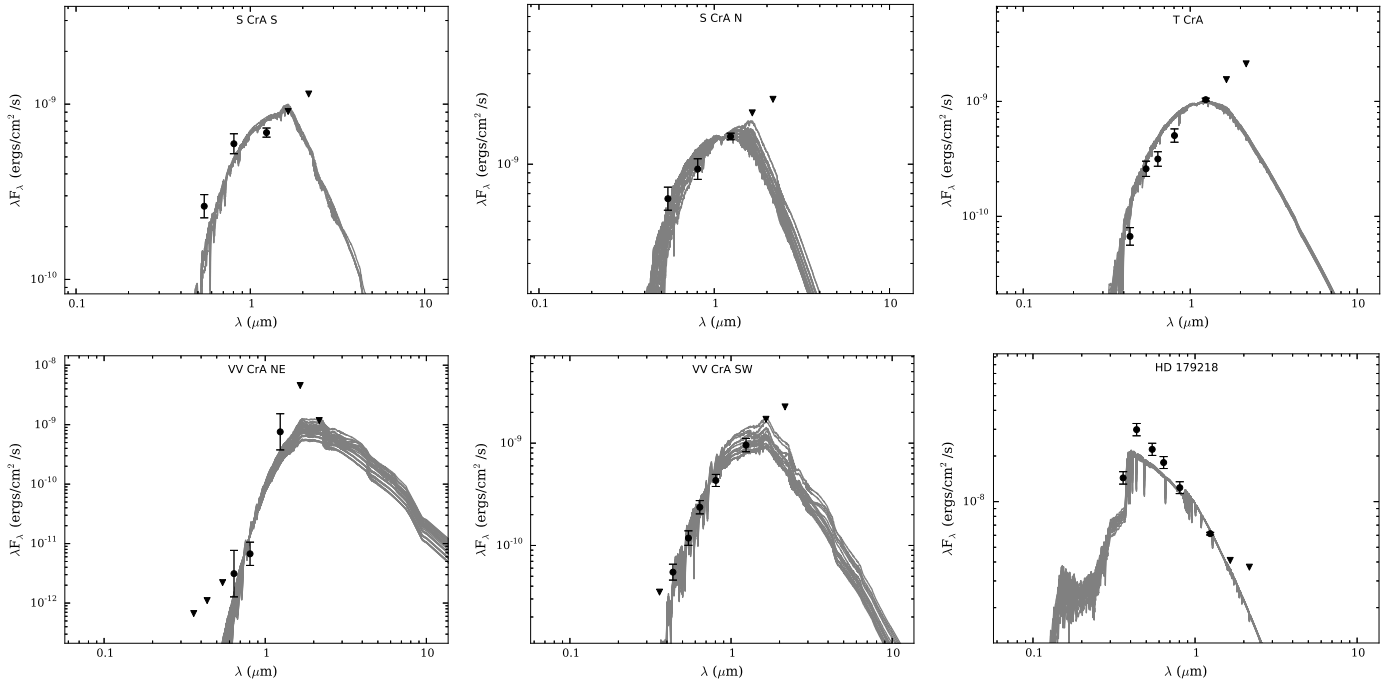 S CrA S
10⁻⁹
10⁻¹⁰
λF_λ (ergs/cm² /s)
0.1 1 10
λ (μm)
S CrA N
10⁻⁹
λF_λ (ergs/cm² /s)
0.1 1 10
λ (μm)
T CrA
10⁻⁹
10⁻¹⁰
λF_λ (ergs/cm² /s)
0.1 1 10
λ (μm)
VV CrA NE
10⁻⁸
10⁻⁹
10⁻¹⁰
10⁻¹¹
10⁻¹²
λF_λ (ergs/cm² /s)
0.1 1 10
λ (μm)
VV CrA SW
10⁻⁹
10⁻¹⁰
λF_λ (ergs/cm² /s)
0.1 1 10
λ (μm)
HD 179218
10⁻⁸
λF_λ (ergs/cm² /s)
0.1 1 10
λ (μm)